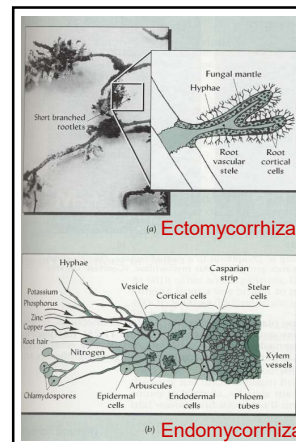 Fungal mantle
Hyphae
Short branched
rootlets
Root
vascular
stele
Root
cortical
cells
(a) Ectomycorrhiza
Hyphae
Vesicle
Cortical cells
Casparian
strip
Stelar
cells
Potassium
Phosphorus
Zinc
Copper
Root hair
Nitrogen
Xylem
vessels
Chlamydospores
Epidermal
cells
Arbuscules
Endodermal
cells
Phloem
tubes
(b) Endomycorrhiza